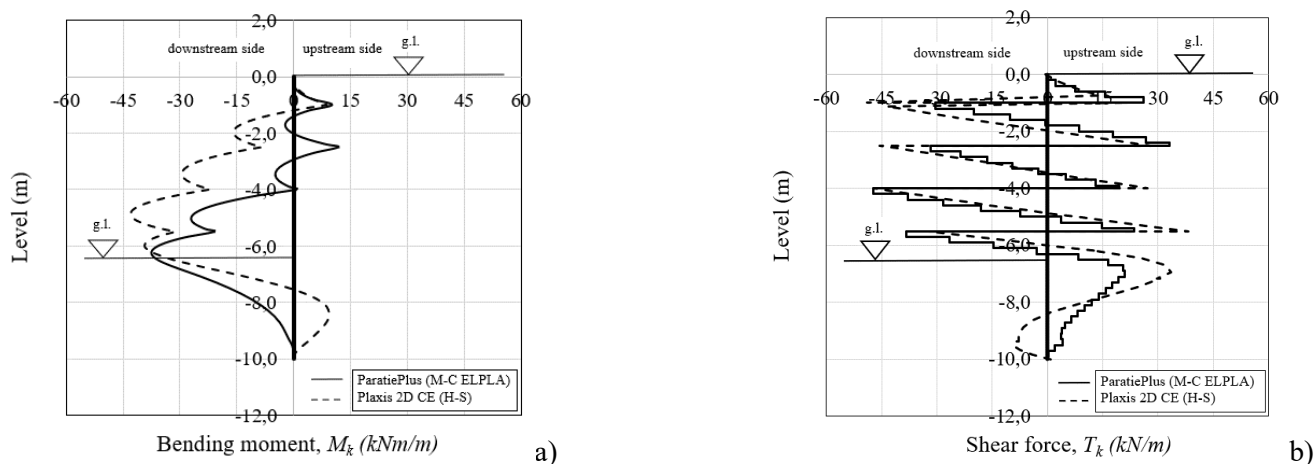 2,0
downstream side
upstream side
g.l.
0,0
-60
-45
-30
-15
0
15
30
45
60
-2,0
-4,0
g.l.
-6,0
-8,0
-10,0
-12,0
Level (m)
ParatiePlus (M-C ELPLA)
Plaxis 2D CE (H-S)
Bending moment, Mk (kNm/m)
a)
2,0
downstream side
upstream side
g.l.
0,0
-60
-45
-30
-15
0
15
30
45
60
-2,0
-4,0
g.l.
-6,0
-8,0
-10,0
-12,0
Level (m)
ParatiePlus (M-C ELPLA)
Plaxis 2D CE (H-S)
Shear force, Tk (kN/m)
b)